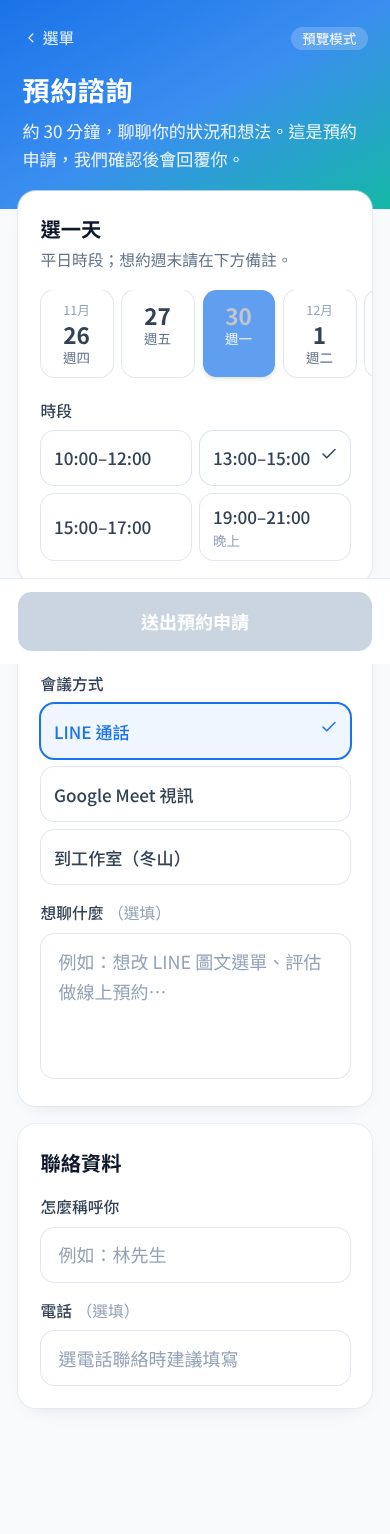 選單
預覽模式
預約諮詢
約 30 分鐘，聊聊你的狀況和想法。這是預約
申請，我們確認後會回覆你。
選一天
平日時段；想約週末請在下方備註。
11月
26
週四
27
週五
30
週一
12月
1
週二
時段
10:00–12:00
13:00–15:00
15:00–17:00
19:00–21:00
晚上
送出預約申請
會議方式
LINE 通話
Google Meet 視訊
到工作室（冬山）
想聊什麼 （選填）
例如：想改 LINE 圖文選單、評估
做線上預約⋯
聯絡資料
怎麼稱呼你
例如：林先生
電話 （選填）
選電話聯絡時建議填寫